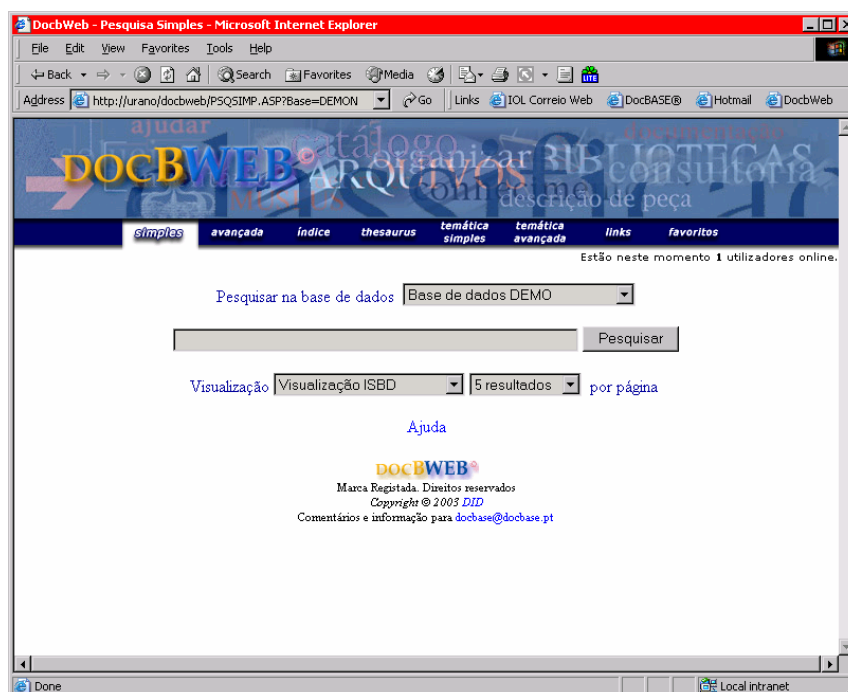 DocbWeb - Pesquisa Simples - Microsoft Internet Explorer
File Edit View Favorites Tools Help
Back Search Favorites Media LITE
Address http://urano/docbweb/PSQSIMP.ASP?Base=DEMON Go Links IOL Correio Web DocBASE® Hotmail DocbWeb
ajudar catálogo organizar BIBLIOTECAS documentação
DOCBWEB ARQUIVOS consultoria
MUSEUS descrição de peça
simples avançada índice thesaurus temática simples temática avançada links favoritos
Estão neste momento 1 utilizadores online.
Pesquisar na base de dados Base de dados DEMO
Pesquisar
Visualização Visualização ISBD 5 resultados por página
Ajuda
DOCBWEB
Marca Registada. Direitos reservados
Copyright © 2003 DID
Comentários e informação para docbase@docbase.pt
Done Local intranet